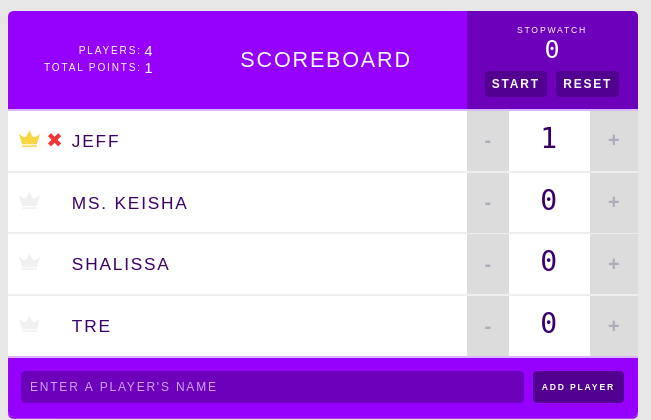 PLAYERS: 4
TOTAL POINTS: 1
SCOREBOARD
STOPWATCH
0
START RESET
JEFF - 1 +
MS. KEISHA - 0 +
SHALISSA - 0 +
TRE - 0 +
ENTER A PLAYER'S NAME ADD PLAYER